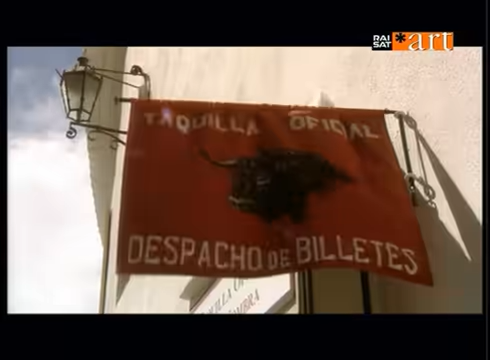 RAI
SAT
*art
TAQUILLA OFICIAL
DESPACHO DE BILLETES